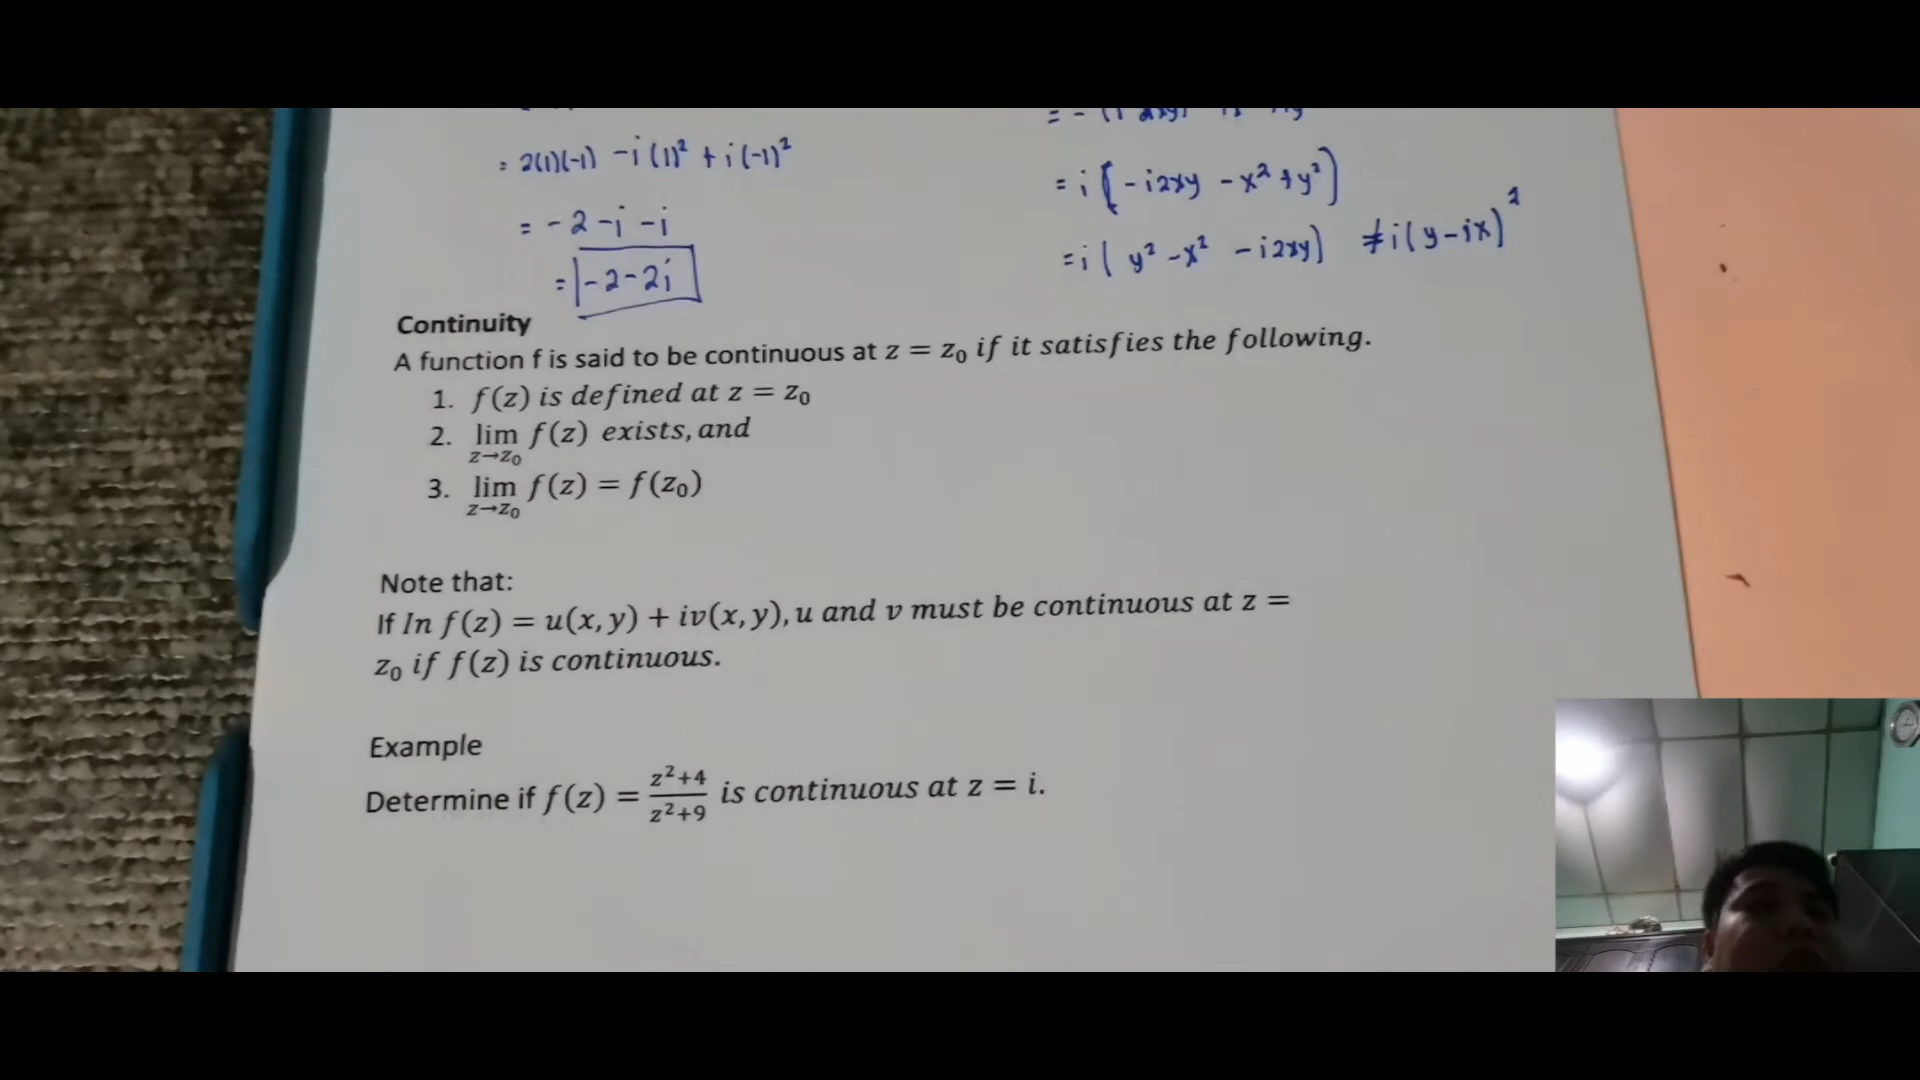 = 2(1)(-1) - i(1)² + i(-1)²
= -2 - i - i
= -2-2i
= i(-i2xy - x² + y²)
= i(y² - x² - i2xy) ≠ i(y-ix)²
Continuity
A function f is said to be continuous at z = z₀ if it satisfies the following.
1. f(z) is defined at z = z₀
2. lim z→z₀ f(z) exists, and
3. lim z→z₀ f(z) = f(z₀)
Note that:
If In f(z) = u(x, y) + iv(x, y), u and v must be continuous at z =
z₀ if f(z) is continuous.
Example
Determine if f(z) = (z²+4)/(z²+9) is continuous at z = i.